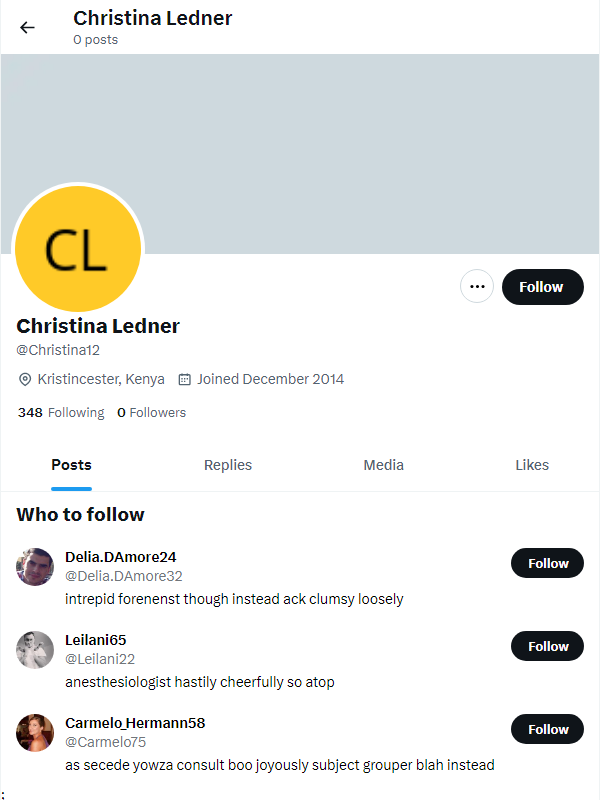 Christina Ledner
0 posts
CL
Follow
Christina Ledner
@Christina12
Kristincester, Kenya Joined December 2014
348 Following 0 Followers
Posts Replies Media Likes
Who to follow
Delia.DAmore24
@Delia.DAmore32
Follow
intrepid forenenst though instead ack clumsy loosely
Leilani65
@Leilani22
Follow
anesthesiologist hastily cheerfully so atop
Carmelo_Hermann58
@Carmelo75
Follow
as secede yowza consult boo joyously subject grouper blah instead
;